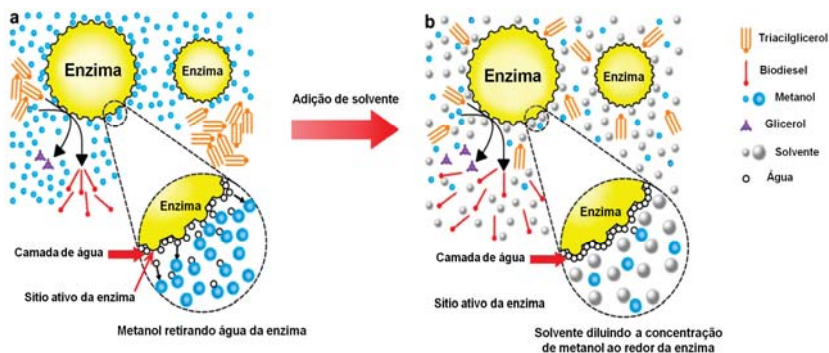 a
Enzima
Enzima
Enzima
Camada de água
Sitio ativo da enzima
Metanol retirando água da enzima
Adição de solvente
b
Enzima
Enzima
Enzima
Camada de água
Sitio ativo da enzima
Solvente diluindo a concentração
de metanol ao redor da enzima
Triacilglicerol
Biodiesel
Metanol
Glicerol
Solvente
Água